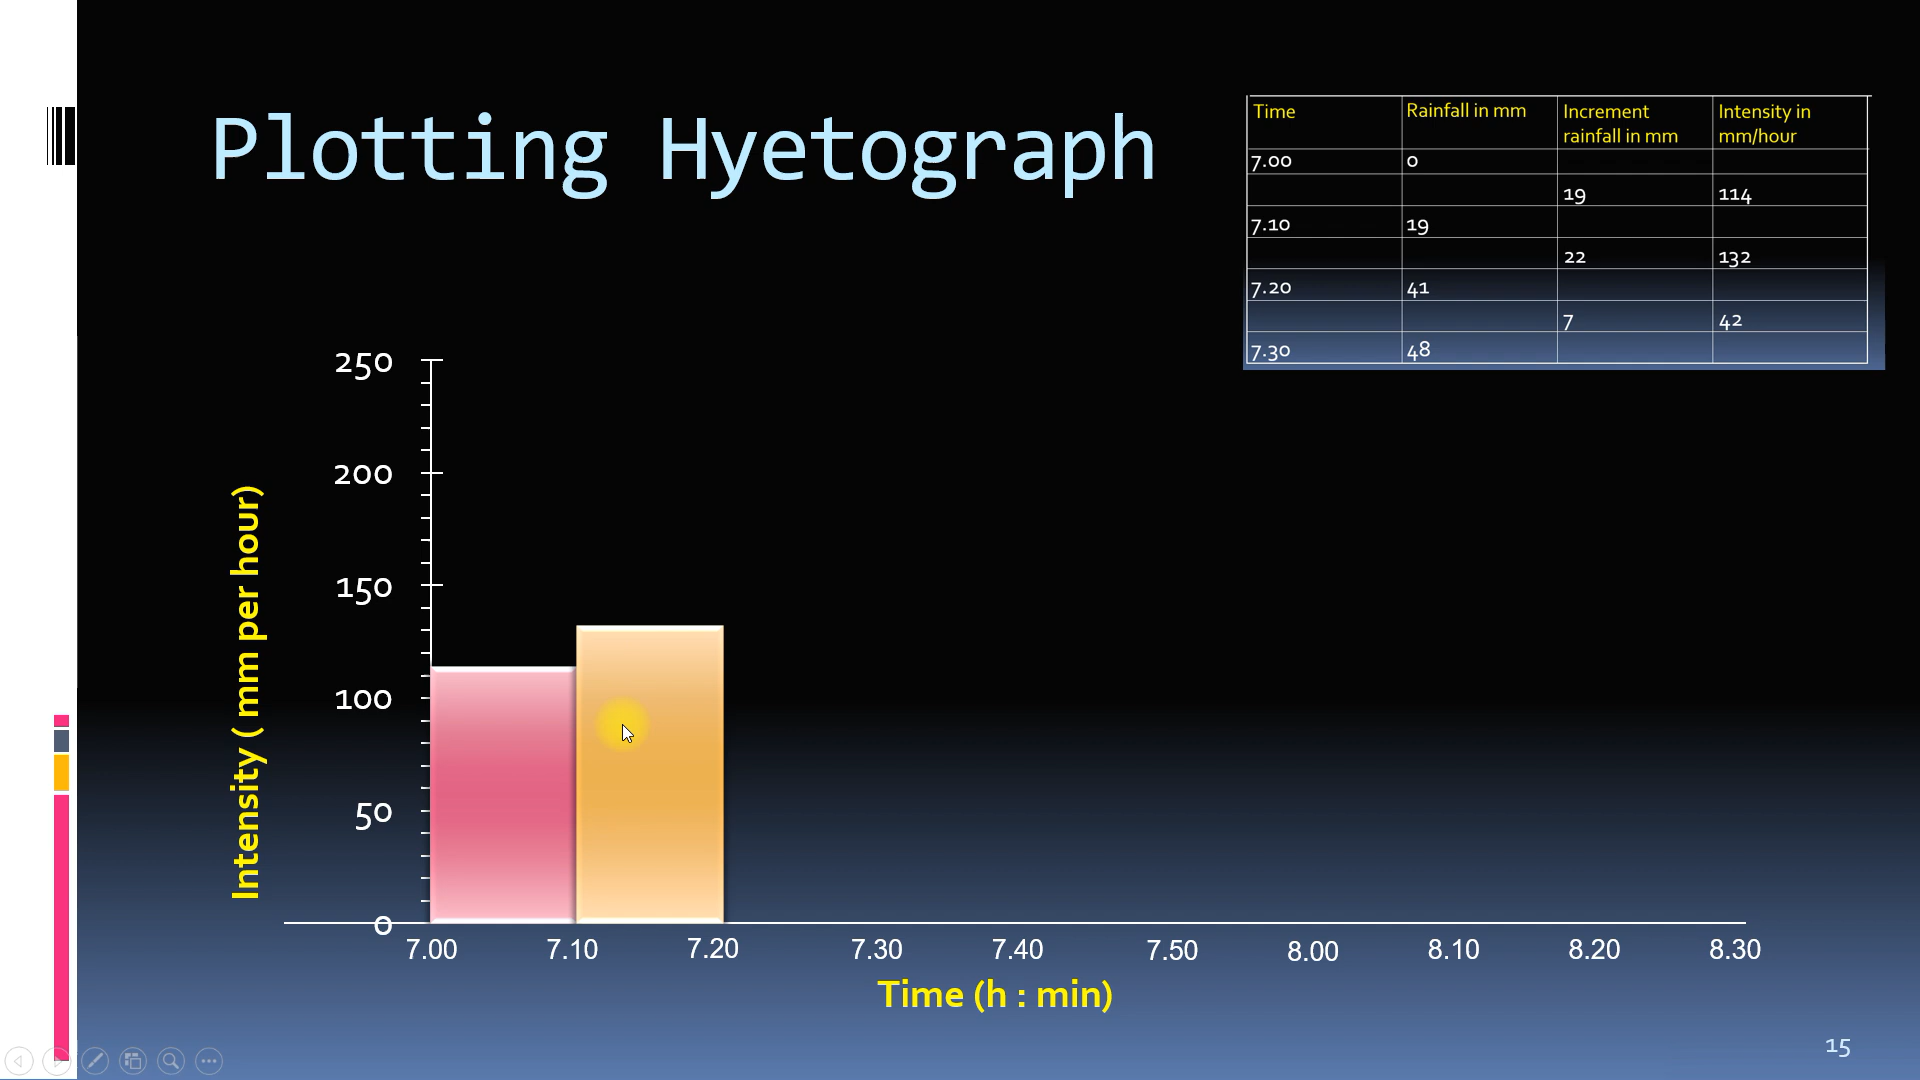 Plotting Hyetograph
Time Rainfall in mm Increment rainfall in mm Intensity in mm/hour
7.00 0
19 114
7.10 19
22 132
7.20 41
7 42
7.30 48
250
200
150
100
50
0
Intensity ( mm per hour)
7.00 7.10 7.20 7.30 7.40 7.50 8.00 8.10 8.20 8.30
Time (h : min)
15